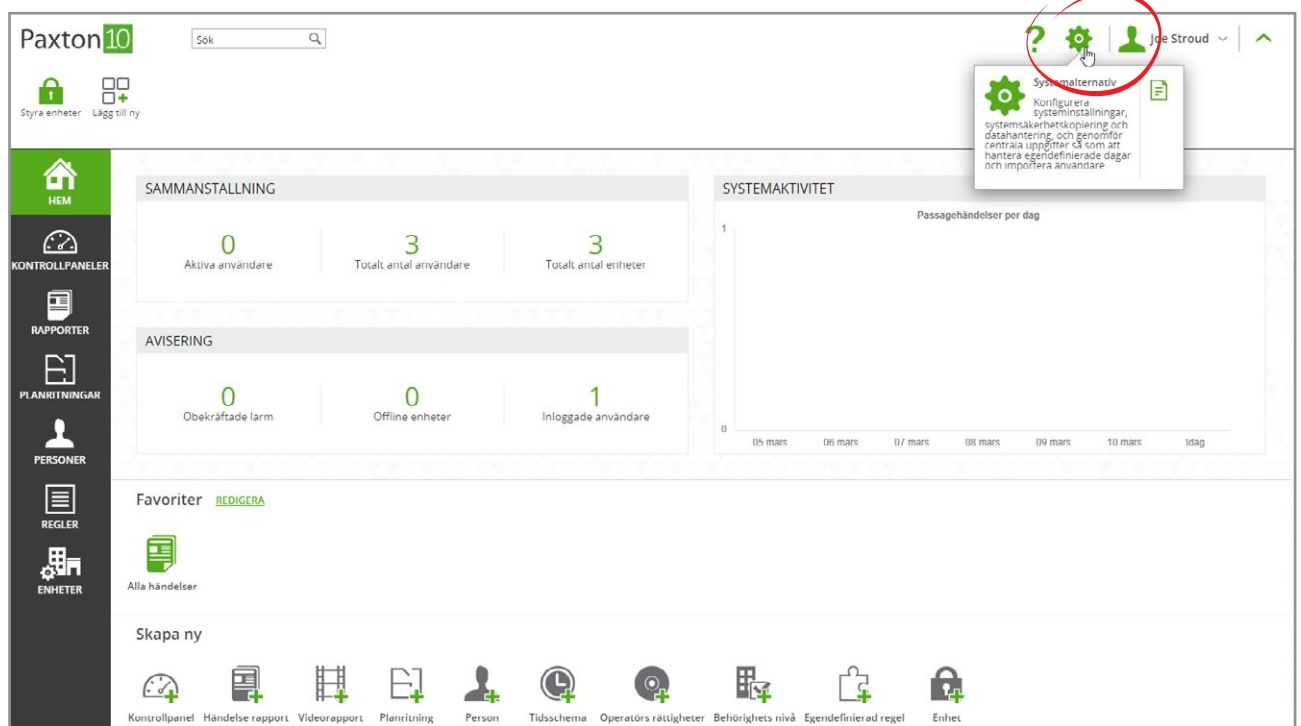 Paxton 10
Sök
?
Joe Stroud
Styra enheter
Lägg till ny
Systemalternativ
Konfigurera
systeminställningar,
systemsäkerhetskopiering och
datahantering, och genomför
centrala uppgifter så som att
hantera egendefinierade dagar
och importera användare
HEM
KONTROLLPANELER
RAPPORTER
PLANRITNINGAR
PERSONER
REGLER
ENHETER
SAMMANSTALLNING
0
Aktiva användare
3
Totalt antal användare
3
Totalt antal enheter
AVISERING
0
Obekräftade larm
0
Offline enheter
1
Inloggade användare
SYSTEMAKTIVITET
Passagehändelser per dag
1
0
05 mars 06 mars 07 mars 08 mars 09 mars 10 mars Idag
Favoriter REDIGERA
Alla händelser
Skapa ny
Kontrollpanel Händelse rapport Videorapport Planritning Person Tidsschema Operatörs rättigheter Behörighets nivå Egendefinierad regel Enhet